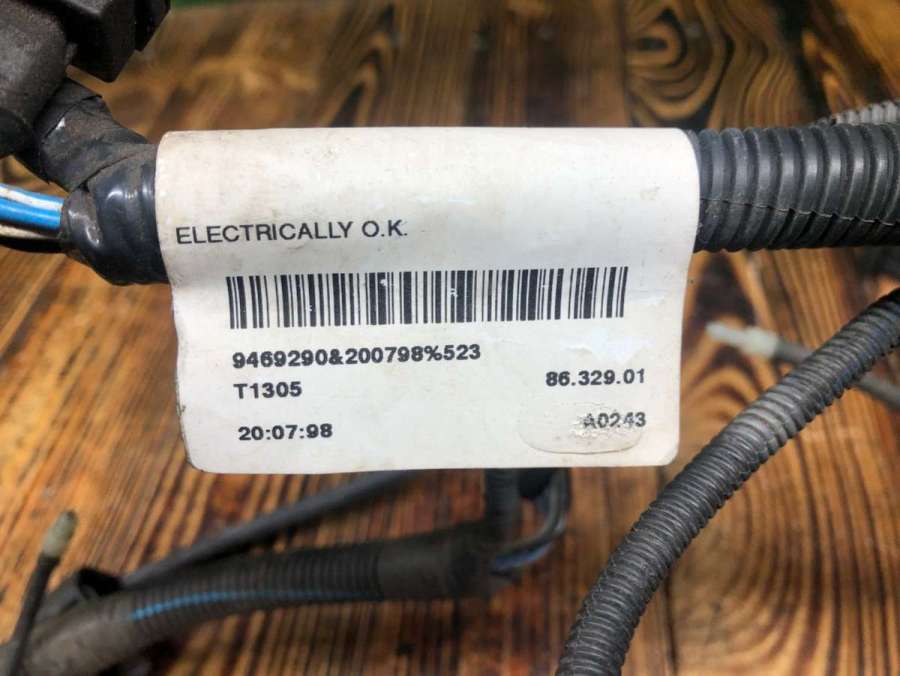 ELECTRICALLY O.K.
9469290&200798%523
T1305
86.329.01
20:07:98
A0243